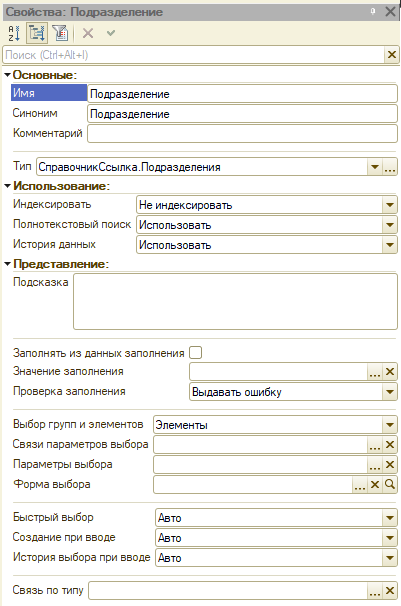 Свойства: Подразделение
Поиск (Ctrl+Alt+I)
Основные:
Имя Подразделение
Синоним Подразделение
Комментарий
Тип СправочникСсылка.Подразделения
Использование:
Индексировать Не индексировать
Полнотекстовый поиск Использовать
История данных Использовать
Представление:
Подсказка
Заполнять из данных заполнения
Значение заполнения
Проверка заполнения Выдавать ошибку
Выбор групп и элементов Элементы
Связи параметров выбора
Параметры выбора
Форма выбора
Быстрый выбор Авто
Создание при вводе Авто
История выбора при вводе Авто
Связь по типу